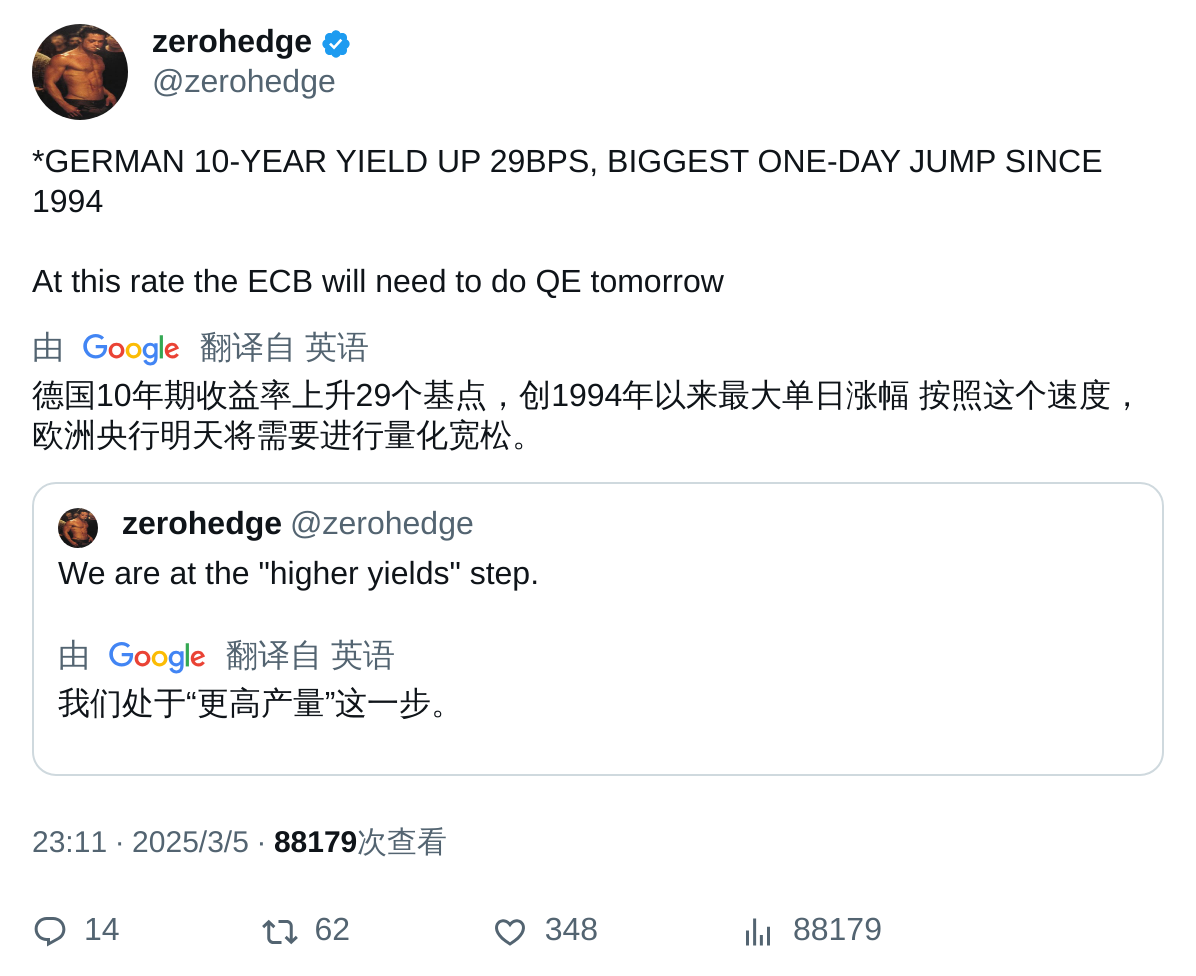 zerohedge
@zerohedge
*GERMAN 10-YEAR YIELD UP 29BPS, BIGGEST ONE-DAY JUMP SINCE
1994
At this rate the ECB will need to do QE tomorrow
由 Google 翻译自 英语
德国10年期收益率上升29个基点，创1994年以来最大单日涨幅 按照这个速度，
欧洲央行明天将需要进行量化宽松。
zerohedge @zerohedge
We are at the "higher yields" step.
由 Google 翻译自 英语
我们处于“更高产量”这一步。
23:11 · 2025/3/5 · 88179次查看
14 62 348 88179